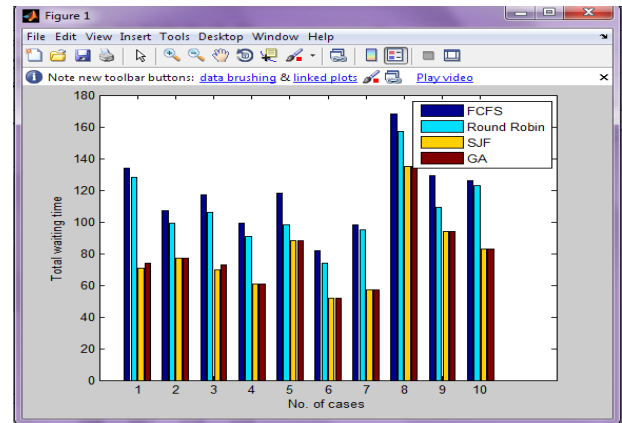 Figure 1
File Edit View Insert Tools Desktop Window Help
Note new toolbar buttons: data brushing & linked plots Play video
180
160
140
120
100
80
60
40
20
0
Total waiting time
FCFS
Round Robin
SJF
GA
1 2 3 4 5 6 7 8 9 10
No. of cases